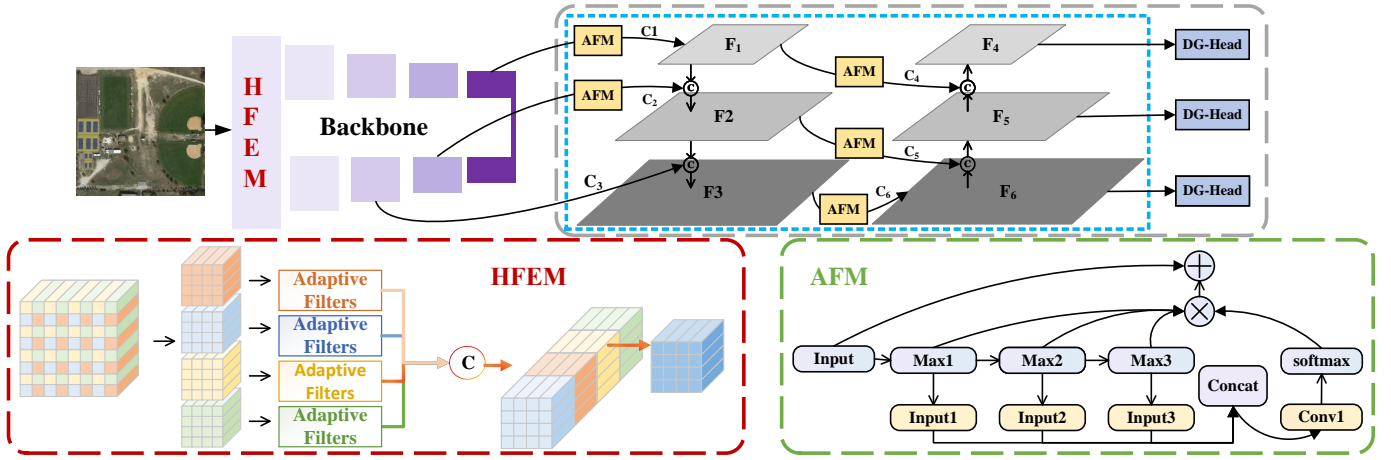 H
F
E
M
Backbone
AFM
C1
F₁
AFM
C₂
C
F2
C
C₃
F3
AFM
C₄
F₄
C
AFM
C₅
F₅
C
AFM
C₆
F₆
DG-Head
DG-Head
DG-Head
HFEM
Adaptive
Filters
Adaptive
Filters
Adaptive
Filters
Adaptive
Filters
C
AFM
Input
Max1
Max2
Max3
softmax
Concat
Input1
Input2
Input3
Conv1